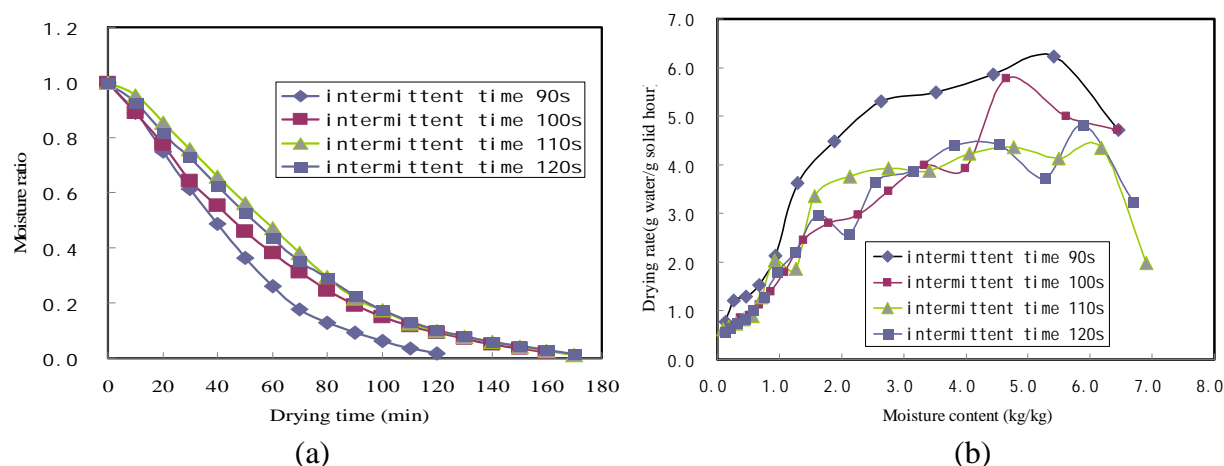 1.2
1.0
0.8
0.6
0.4
0.2
0.0
Moisture ratio
intermittent time 90s
intermittent time 100s
intermittent time 110s
intermittent time 120s
0 20 40 60 80 100 120 140 160 180
Drying time (min)
(a)
7.0
6.0
5.0
4.0
3.0
2.0
1.0
0.0
Drying rate(g water/g solid hour)
intermittent time 90s
intermittent time 100s
intermittent time 110s
intermittent time 120s
0.0 1.0 2.0 3.0 4.0 5.0 6.0 7.0 8.0
Moisture content (kg/kg)
(b)